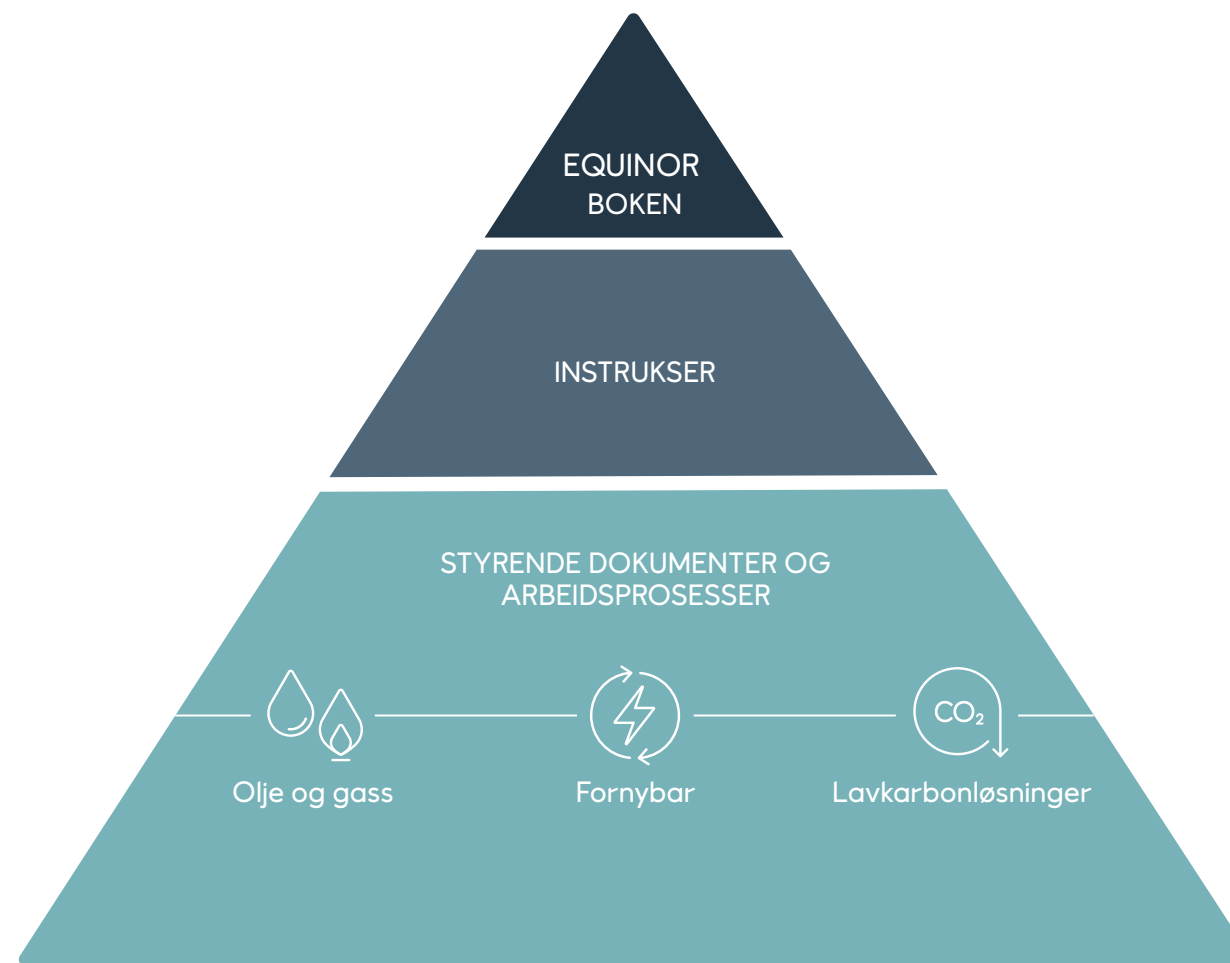 EQUINOR
BOKEN
INSTRUKSER
STYRENDE DOKUMENTER OG
ARBEIDSPROSESSER
CO₂
Olje og gass
Fornybar
Lavkarbonløsninger